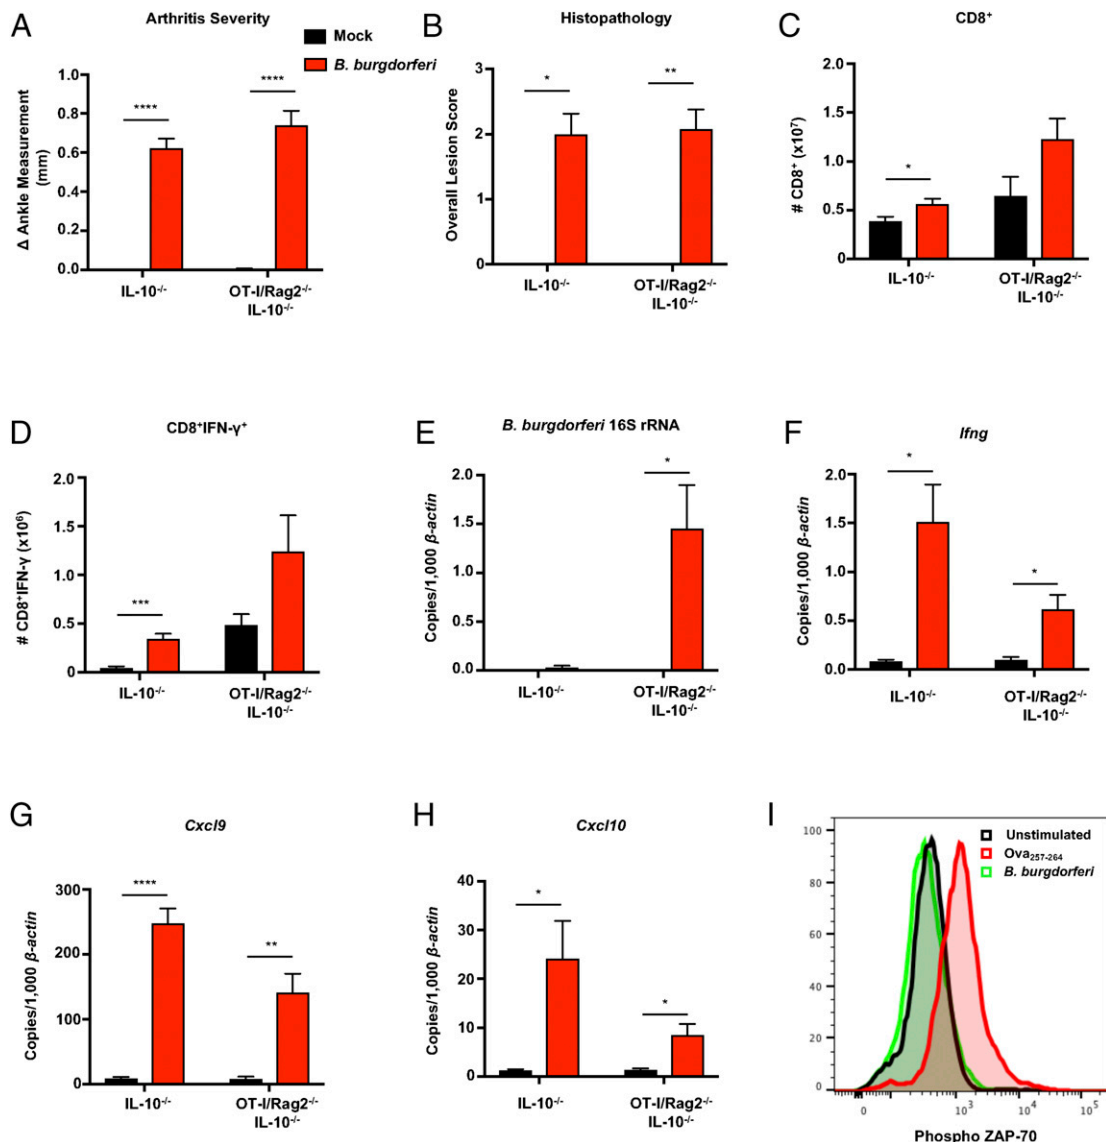 A
Arthritis Severity
Mock
B. burgdorferi
Δ Ankle Measurement
(mm)
1.0
0.8
0.6
0.4
0.2
0.0
****
****
IL-10-/-
OT-I/Rag2-/-
IL-10-/-
B
Histopathology
Overall Lesion Score
3
2
1
0
*
**
IL-10-/-
OT-I/Rag2-/-
IL-10-/-
C
CD8+
# CD8+ (x10⁷)
2.0
1.5
1.0
0.5
0
*
IL-10-/-
OT-I/Rag2-/-
IL-10-/-
D
CD8+IFN-γ+
# CD8+IFN-γ (x10⁶)
2.0
1.5
1.0
0.5
0
***
IL-10-/-
OT-I/Rag2-/-
IL-10-/-
E
B. burgdorferi 16S rRNA
Copies/1,000 β-actin
2.0
1.5
1.0
0.5
0.0
*
IL-10-/-
OT-I/Rag2-/-
IL-10-/-
F
Ifng
Copies/1,000 β-actin
2.0
1.5
1.0
0.5
0.0
*
*
IL-10-/-
OT-I/Rag2-/-
IL-10-/-
G
Cxcl9
Copies/1,000 β-actin
300
200
100
0
****
**
IL-10-/-
OT-I/Rag2-/-
IL-10-/-
H
Cxcl10
Copies/1,000 β-actin
40
30
20
10
0
*
*
IL-10-/-
OT-I/Rag2-/-
IL-10-/-
I
Unstimulated
Ova257-264
B. burgdorferi
100
80
60
40
20
0
0
10³
10⁴
10⁵
Phospho ZAP-70